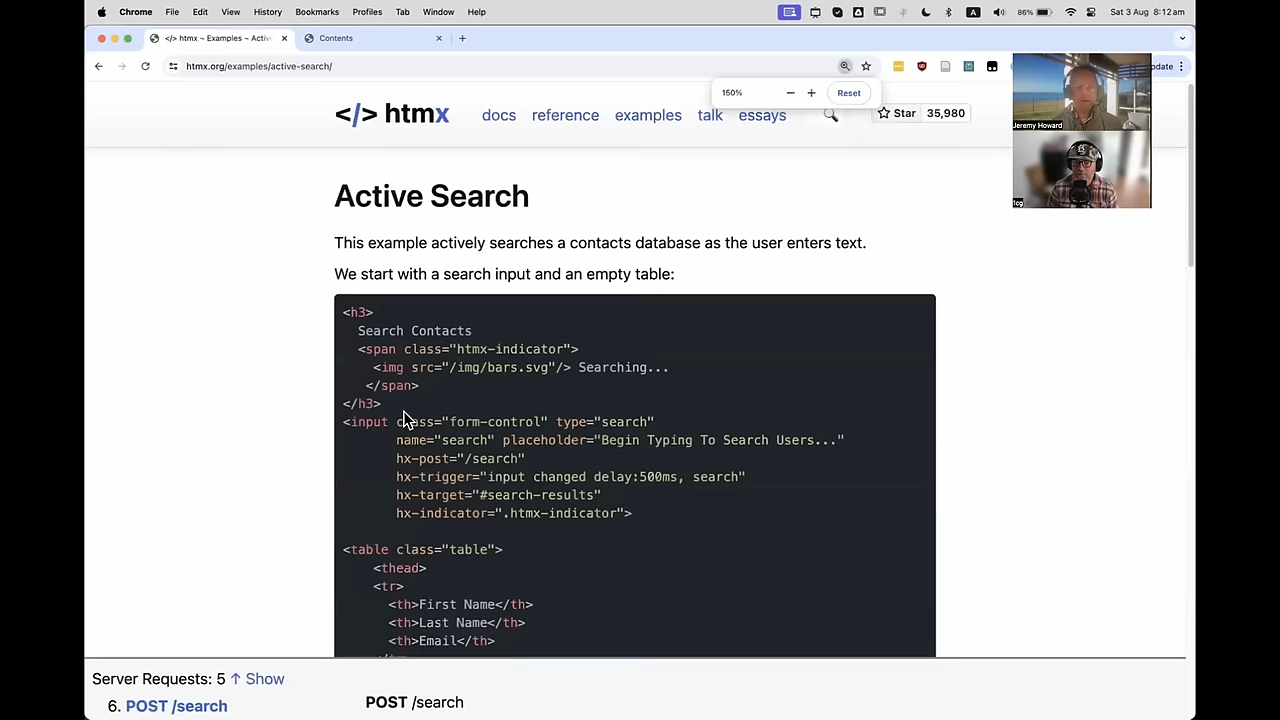 Chrome File Edit View History Bookmarks Profiles Tab Window Help A 86% Sat 3 Aug 8:12am
</> htmx ~ Examples ~ Active
Contents
htmx.org/examples/active-search/
150% Reset
</> htmx docs reference examples talk essays Star 35,980
Jeremy Howard
1cg
Active Search
This example actively searches a contacts database as the user enters text.
We start with a search input and an empty table:
<h3>
Search Contacts
<span class="htmx-indicator">
<img src="/img/bars.svg"/> Searching...
</span>
</h3>
<input class="form-control" type="search"
name="search" placeholder="Begin Typing To Search Users..."
hx-post="/search"
hx-trigger="input changed delay:500ms, search"
hx-target="#search-results"
hx-indicator=".htmx-indicator">
<table class="table">
<thead>
<tr>
<th>First Name</th>
<th>Last Name</th>
<th>Email</th>
Server Requests: 5 ↑ Show
6. POST /search
POST /search